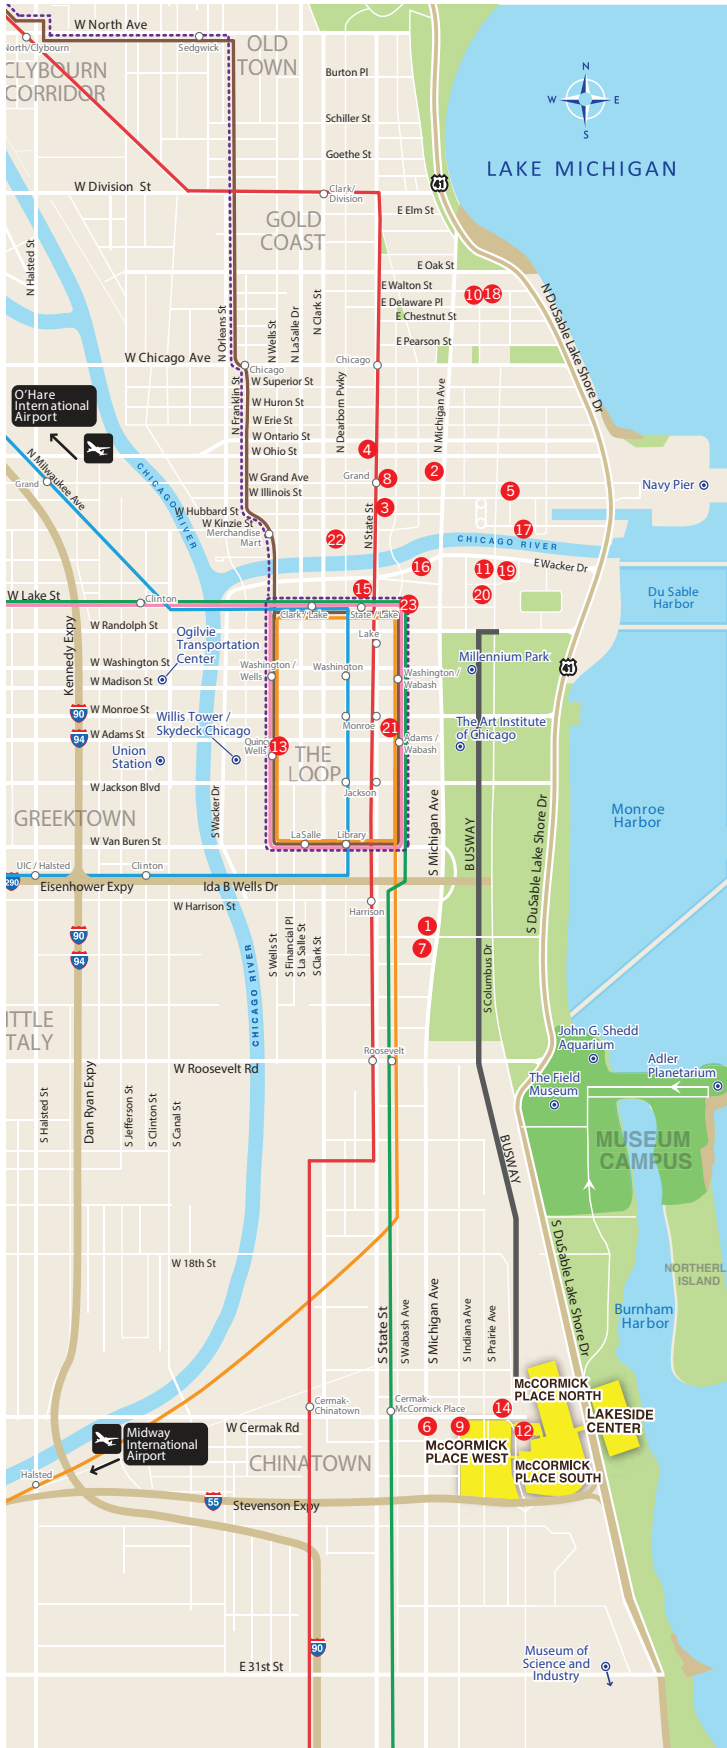 W North Ave
North/Clybourn
Sedgwick
OLD
TOWN
CLYBOURN
CORRIDOR
Burton Pl
N
W
E
S
Schiller St
Goethe St
LAKE MICHIGAN
W Division St
Clark/
Division
41
E Elm St
GOLD
COAST
N Halsted St
E Oak St
E Walton St
10
18
E Delaware Pl
E Chestnut St
N Orleans St
N Wells St
N LaSalle Dr
N Clark St
N DuSable Lake Shore Dr
E Pearson St
W Chicago Ave
Chicago
Chicago
W Superior St
O'Hare
International
Airport
N Franklin St
W Huron St
W Erie St
W Ontario St
W Ohio St
N Dearborn Pwky
N Michigan Ave
4
N Milwaukee Ave
Grand
CHICAGO RIVER
W Grand Ave
W Illinois St
Grand
8
2
5
Navy Pier
W Hubbard St
W Kinzie St
Merchandise
Mart
3
N State St
17
22
CHICAGO RIVER
16
11
19
E Wacker Dr
15
20
W Lake St
Clinton
23
Du Sable
Harbor
Clark/Lake
State / Lake
W Randolph St
Ogilvie
Transportation
Center
Lake
Kennedy Expy
W Washington St
Washington /
Wells
Washington
Washington /
Wabash
Millennium Park
41
W Madison St
W Monroe St
90
94
Willis Tower /
Skydeck Chicago
Monroe
21
The Art Institute
of Chicago
W Adams St
Adams /
Wabash
Union
Station
Quincy
Wells
13
THE
LOOP
W Jackson Blvd
Jackson
S Wacker Dr
GREEKTOWN
S Michigan Ave
BUSWAY
S DuSable Lake Shore Dr
Monroe
Harbor
W Van Buren St
LaSalle
Library
UIC / Halsted
Clinton
290
Eisenhower Expy
Ida B Wells Dr
W Harrison St
Harrison
90
94
CHICAGO RIVER
S Wells St
S Financial Pl
S La Salle St
S Clark St
1
7
S Columbus Dr
ITTLE
TALY
John G. Shedd
Aquarium
Roosevelt
W Roosevelt Rd
Adler
Planetarium
The Field
Museum
S Halsted St
Dan Ryan Expy
S Jefferson St
S Clinton St
S Canal St
BUSWAY
MUSEUM
CAMPUS
W 18th St
S DuSable Lake Shore Dr
NORTHERL
ISLAND
S State St
S Wabash Ave
S Michigan Ave
S Indiana Ave
S Prairie Ave
Burnham
Harbor
McCORMICK
PLACE NORTH
Cermak-
Chinatown
Cermak-
McCormick Place
14
LAKESIDE
CENTER
W Cermak Rd
6
9
12
Midway
International
Airport
McCORMICK
PLACE WEST
CHINATOWN
McCORMICK
PLACE SOUTH
Halsted
55
Stevenson Expy
90
E 31st St
Museum of
Science and
Industry